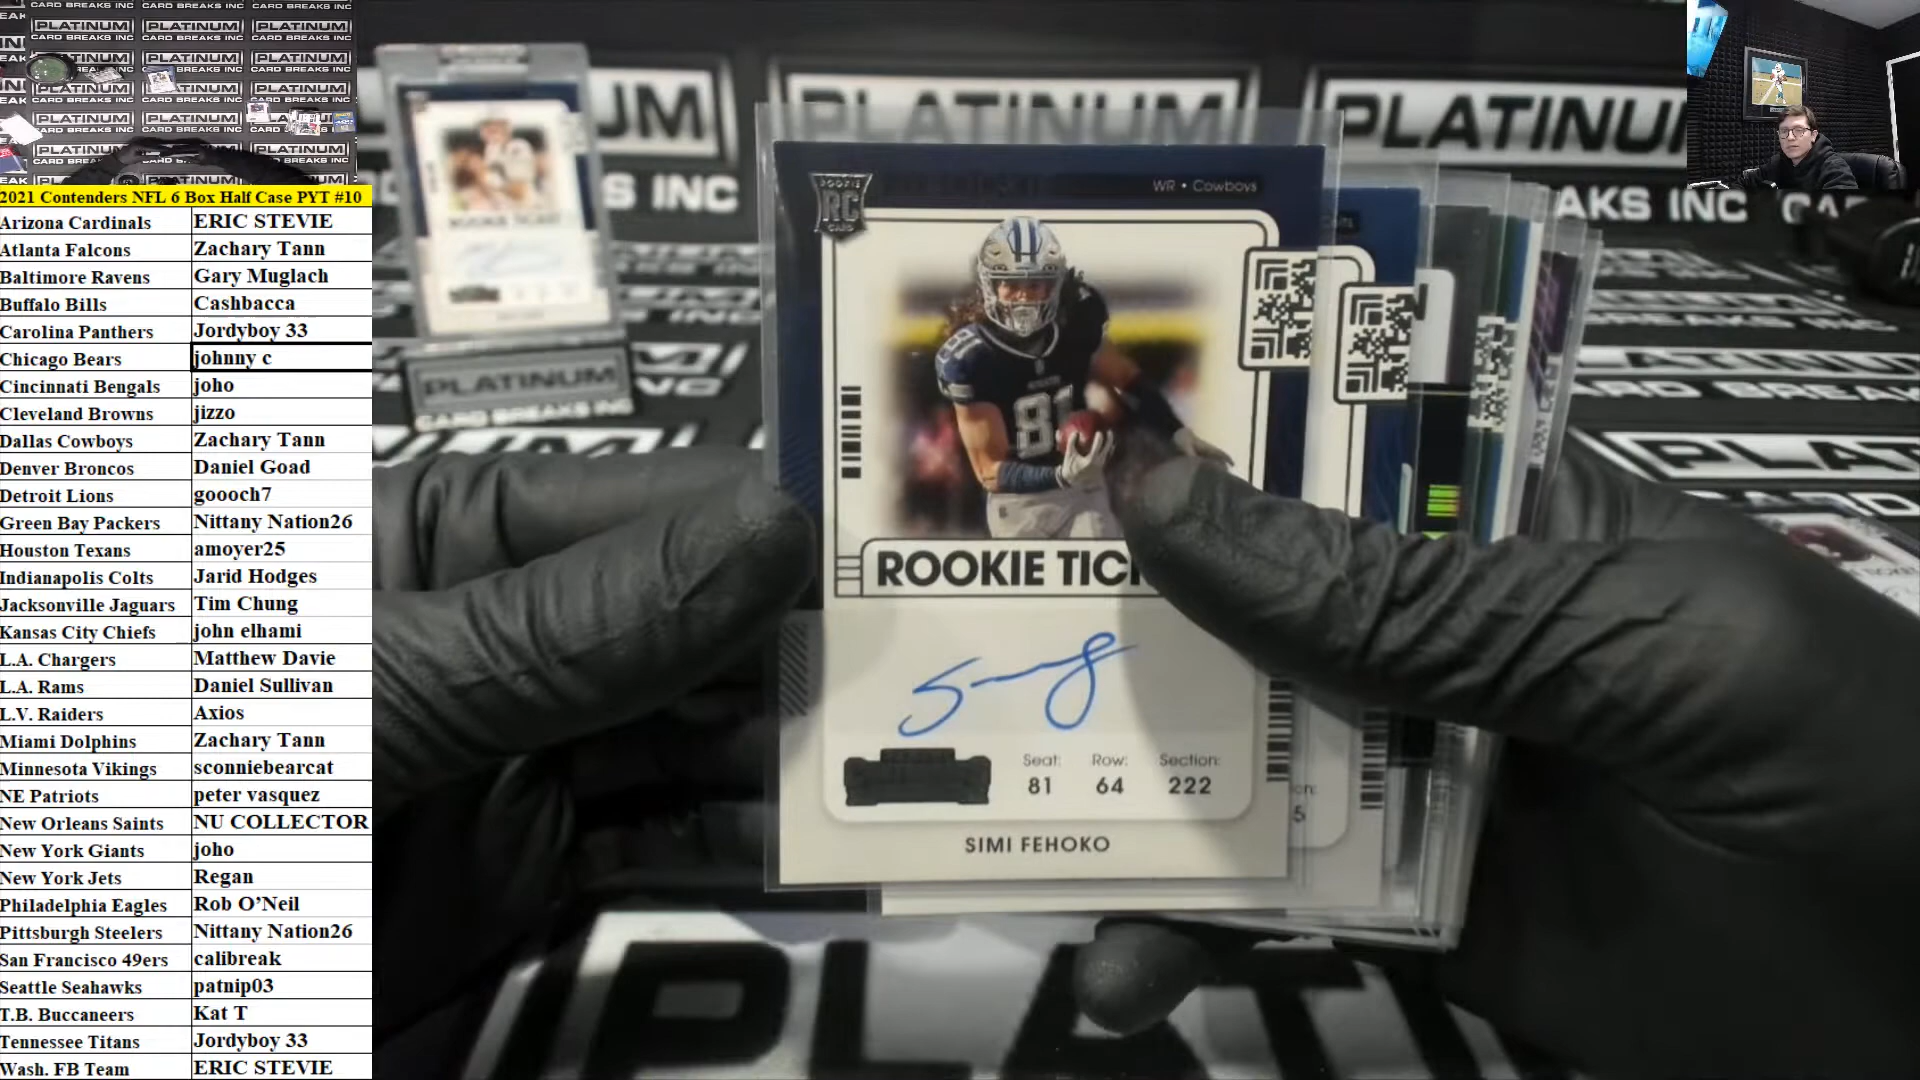 2021 Contenders NFL 6 Box Half Case PYT #10
Arizona Cardinals ERIC STEVIE
Atlanta Falcons Zachary Tann
Baltimore Ravens Gary Muglach
Buffalo Bills Cashbacca
Carolina Panthers Jordyboy 33
Chicago Bears johnny c
Cincinnati Bengals joho
Cleveland Browns jizzo
Dallas Cowboys Zachary Tann
Denver Broncos Daniel Goad
Detroit Lions goooch7
Green Bay Packers Nittany Nation26
Houston Texans amoyer25
Indianapolis Colts Jarid Hodges
Jacksonville Jaguars Tim Chung
Kansas City Chiefs john elhami
L.A. Chargers Matthew Davie
L.A. Rams Daniel Sullivan
L.V. Raiders Axios
Miami Dolphins Zachary Tann
Minnesota Vikings sconniebearcat
NE Patriots peter vasquez
New Orleans Saints NU COLLECTOR
New York Giants joho
New York Jets Regan
Philadelphia Eagles Rob O’Neil
Pittsburgh Steelers Nittany Nation26
San Francisco 49ers calibreak
Seattle Seahawks patnip03
T.B. Buccaneers Kat T
Tennessee Titans Jordyboy 33
Wash. FB Team ERIC STEVIE
PLATINUM
CARD BREAKS INC
ROOKIE
RC
CARD
WR • Cowboys
81
ROOKIE TIC
Seat: Row: Section:
81 64 222
SIMI FEHOKO